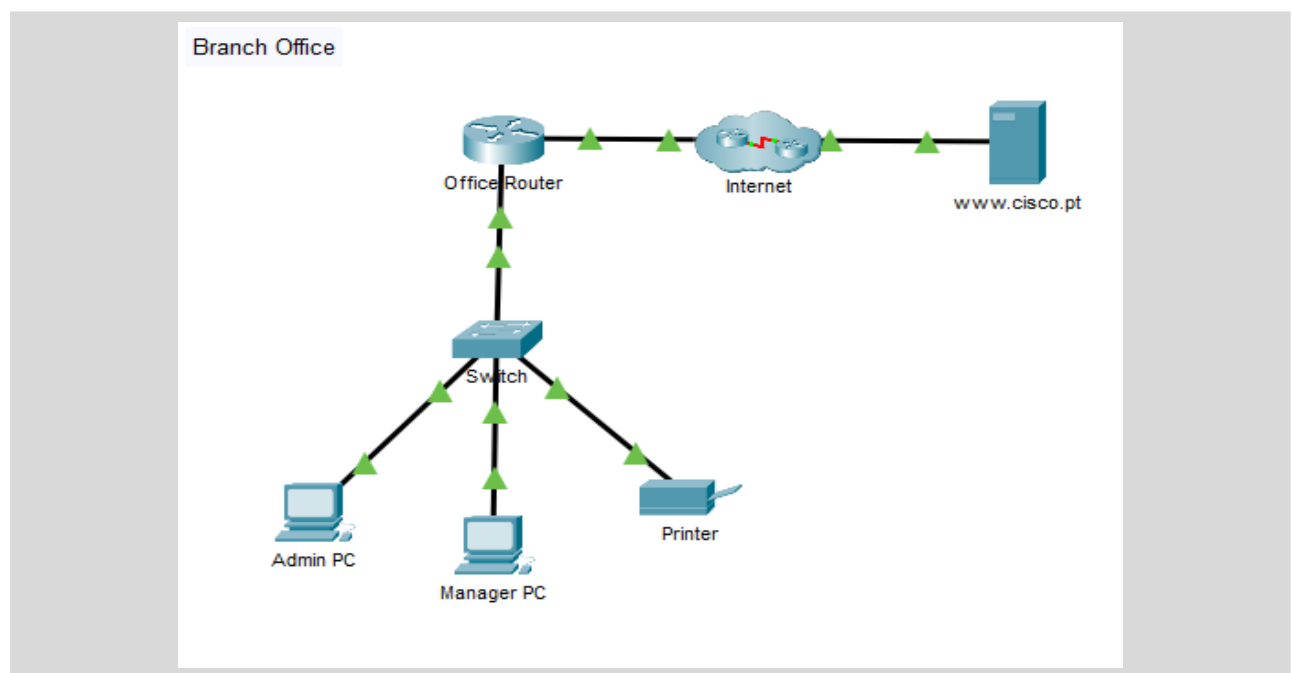 Branch Office
Office Router
Internet
www.cisco.pt
Switch
Printer
Admin PC
Manager PC